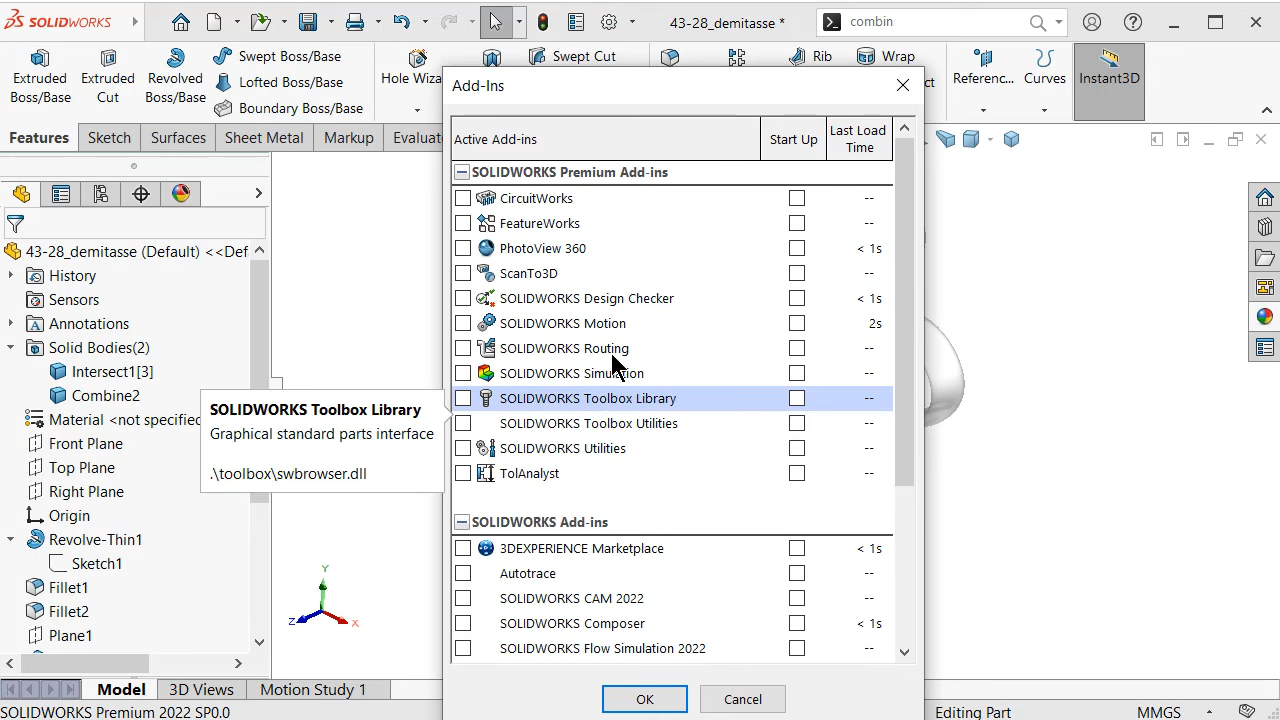 SOLIDWORKS
43-28_demitasse *
combin
Extruded Boss/Base
Extruded Cut
Revolved Boss/Base
Swept Boss/Base
Lofted Boss/Base
Boundary Boss/Base
Swept Cut
Rib
Wrap
Referenc...
Curves
Instant3D
Features
Sketch
Surfaces
Sheet Metal
Markup
43-28_demitasse (Default) <<Def
History
Sensors
Annotations
Solid Bodies(2)
Intersect1[3]
Combine2
Front Plane
Top Plane
Right Plane
Origin
Revolve-Thin1
Sketch1
Fillet1
Fillet2
Plane1
SOLIDWORKS Toolbox Library
Graphical standard parts interface
.\toolbox\swbrowser.dll
Y
Z
X
Add-Ins
Active Add-ins
Start Up
Last Load Time
SOLIDWORKS Premium Add-ins
CircuitWorks --
FeatureWorks --
PhotoView 360 < 1s
ScanTo3D --
SOLIDWORKS Design Checker < 1s
SOLIDWORKS Motion 2s
SOLIDWORKS Routing --
SOLIDWORKS Simulation --
SOLIDWORKS Toolbox Library --
SOLIDWORKS Toolbox Utilities --
SOLIDWORKS Utilities --
TolAnalyst --
SOLIDWORKS Add-ins
3DEXPERIENCE Marketplace < 1s
Autotrace --
SOLIDWORKS CAM 2022 --
SOLIDWORKS Composer < 1s
SOLIDWORKS Flow Simulation 2022 --
OK
Cancel
Model
3D Views
Motion Study 1
SOLIDWORKS Premium 2022 SP0.0
Editing Part
MMGS